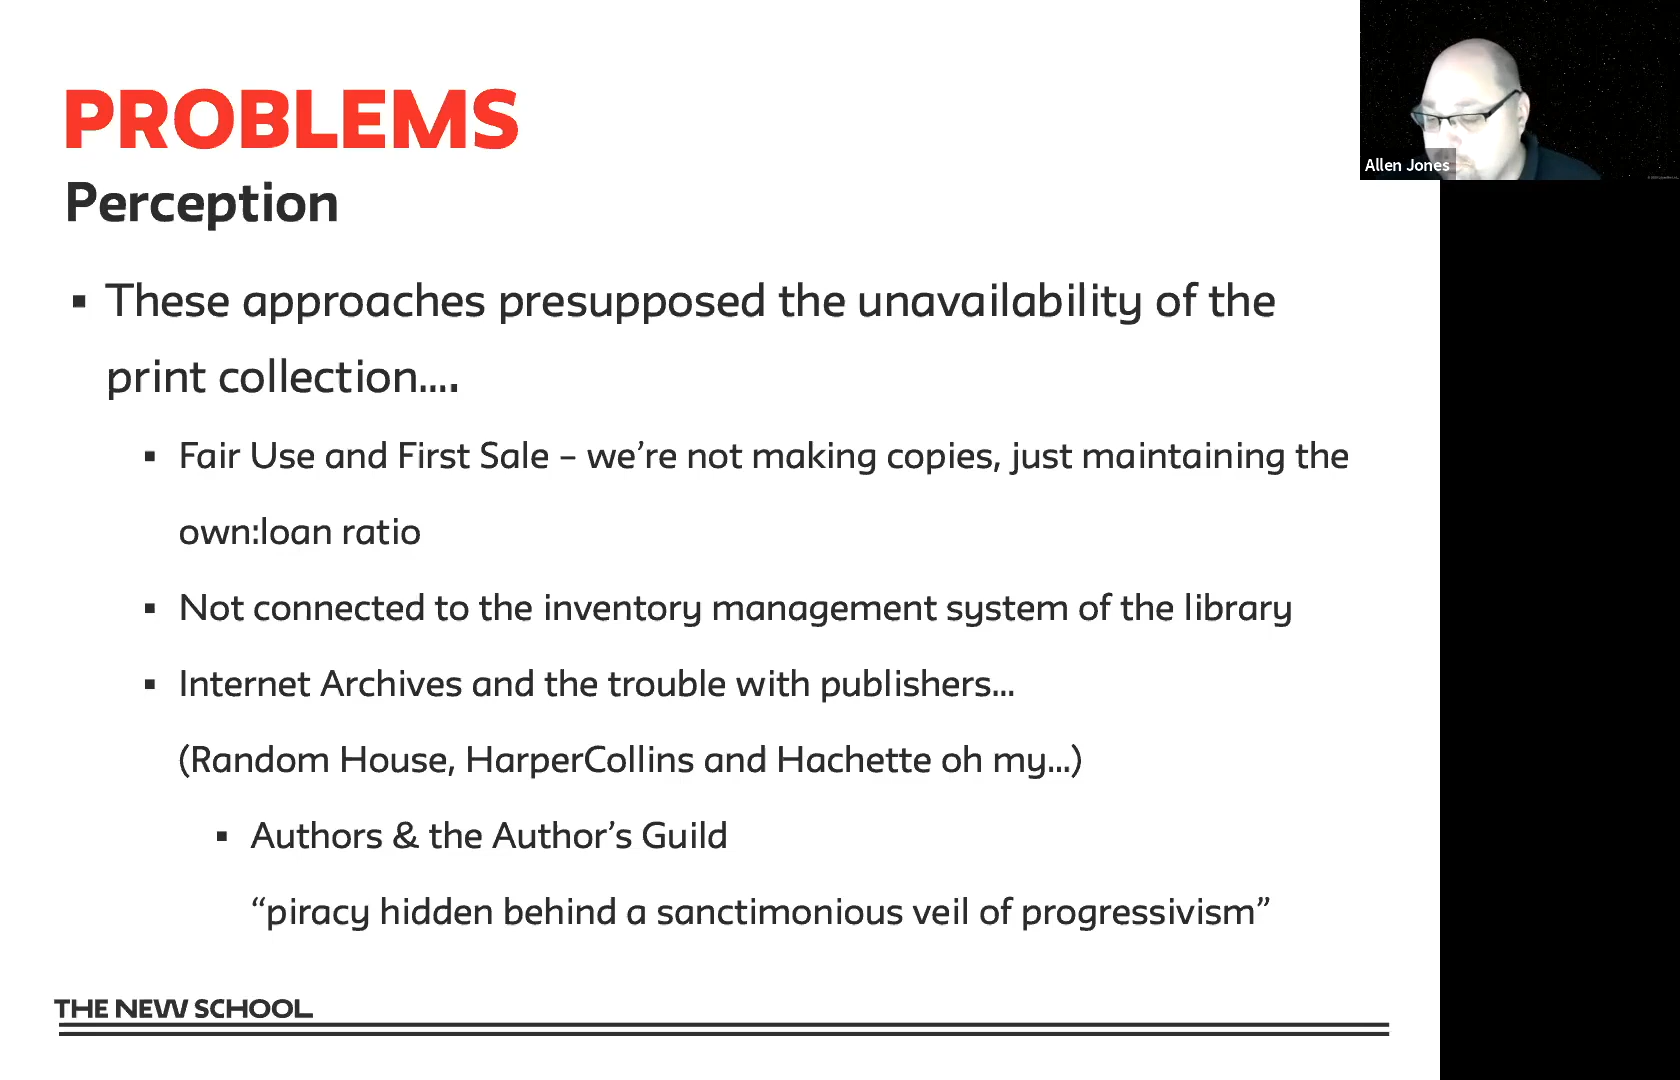 PROBLEMS
Perception
▪ These approaches presupposed the unavailability of the
print collection....
▪ Fair Use and First Sale – we’re not making copies, just maintaining the
own:loan ratio
▪ Not connected to the inventory management system of the library
▪ Internet Archives and the trouble with publishers...
(Random House, HarperCollins and Hachette oh my...)
▪ Authors & the Author’s Guild
“piracy hidden behind a sanctimonious veil of progressivism”
THE NEW SCHOOL
Allen Jones